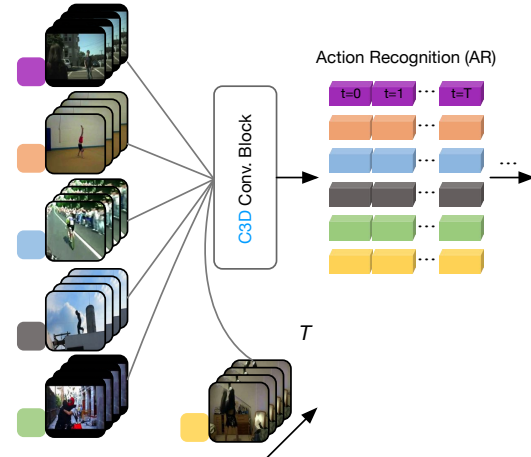 Action Recognition (AR)
t=0 t=1 ... t=T
...
C3D Conv. Block
T